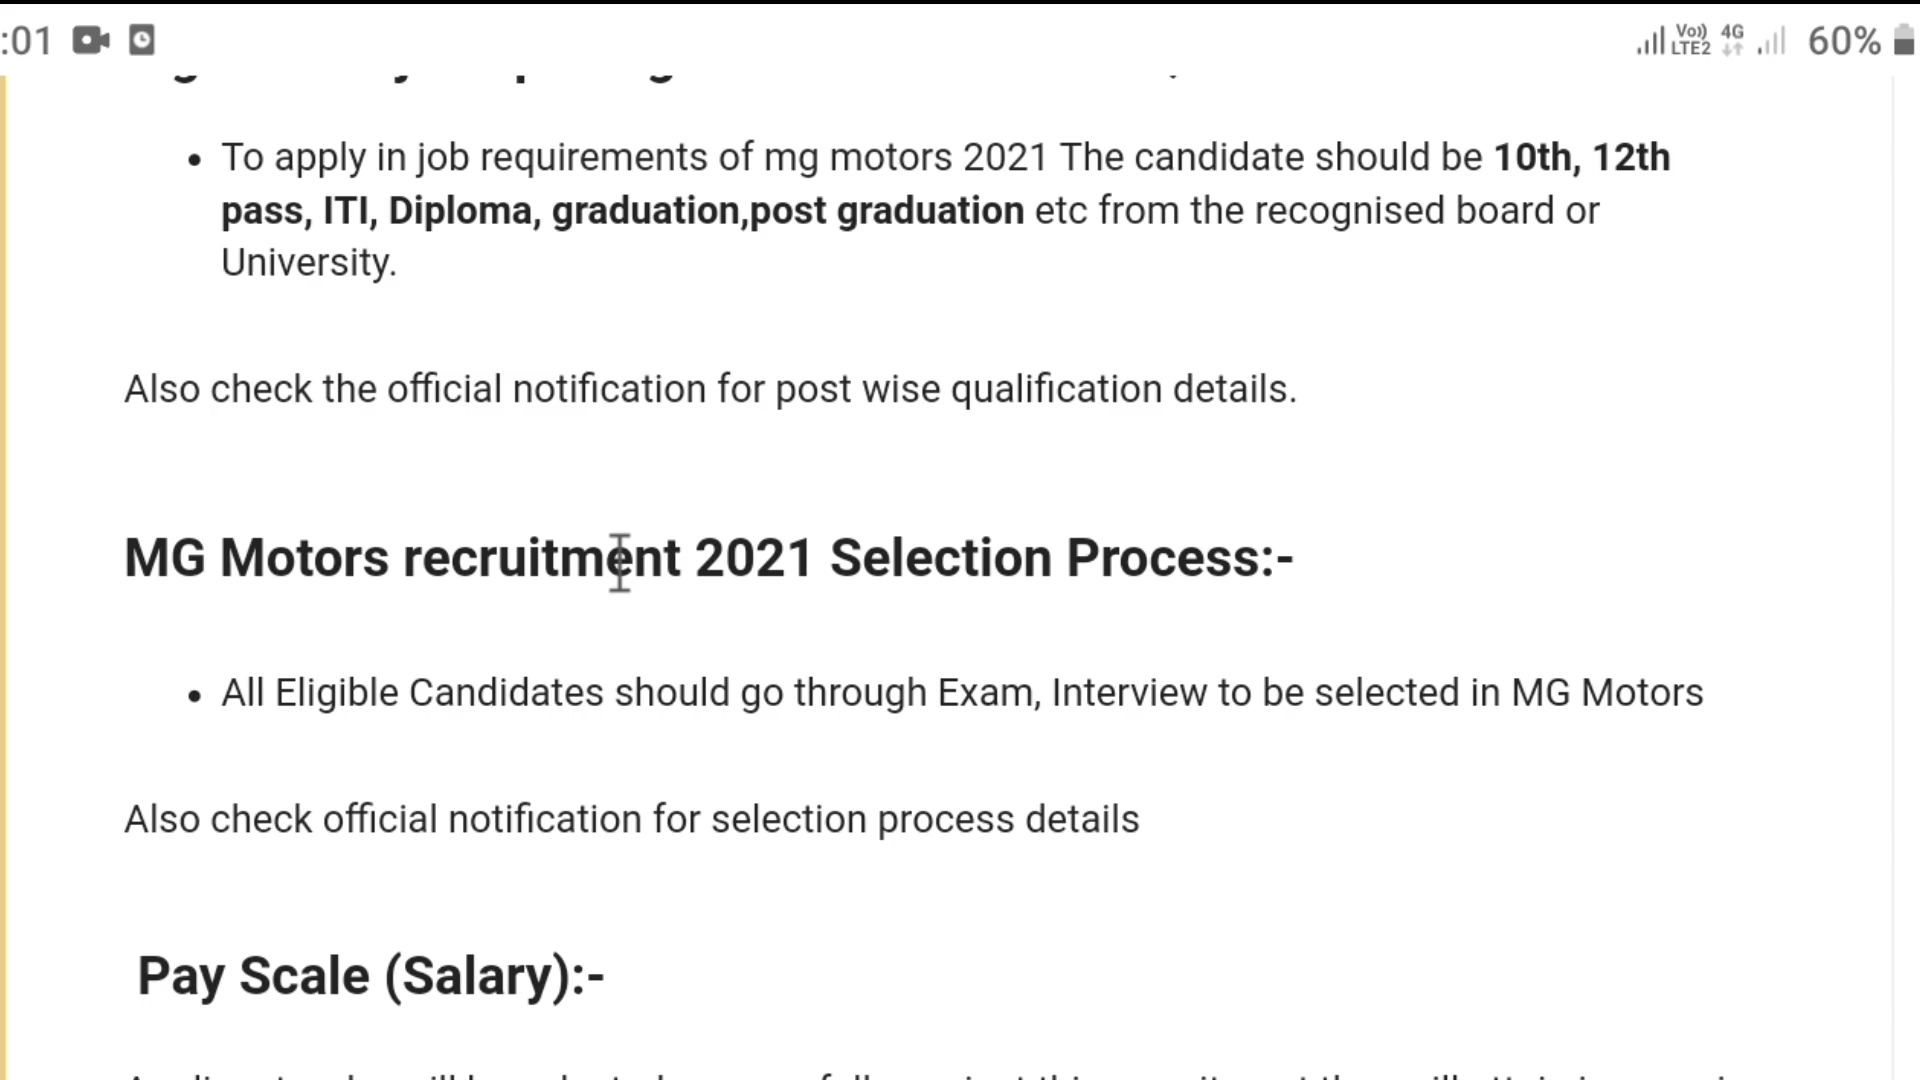 :01
Vo)) 4G
LTE2
60%
To apply in job requirements of mg motors 2021 The candidate should be 10th, 12th
pass, ITI, Diploma, graduation,post graduation etc from the recognised board or
University.
Also check the official notification for post wise qualification details.
MG Motors recruitment 2021 Selection Process:-
All Eligible Candidates should go through Exam, Interview to be selected in MG Motors
Also check official notification for selection process details
Pay Scale (Salary):-